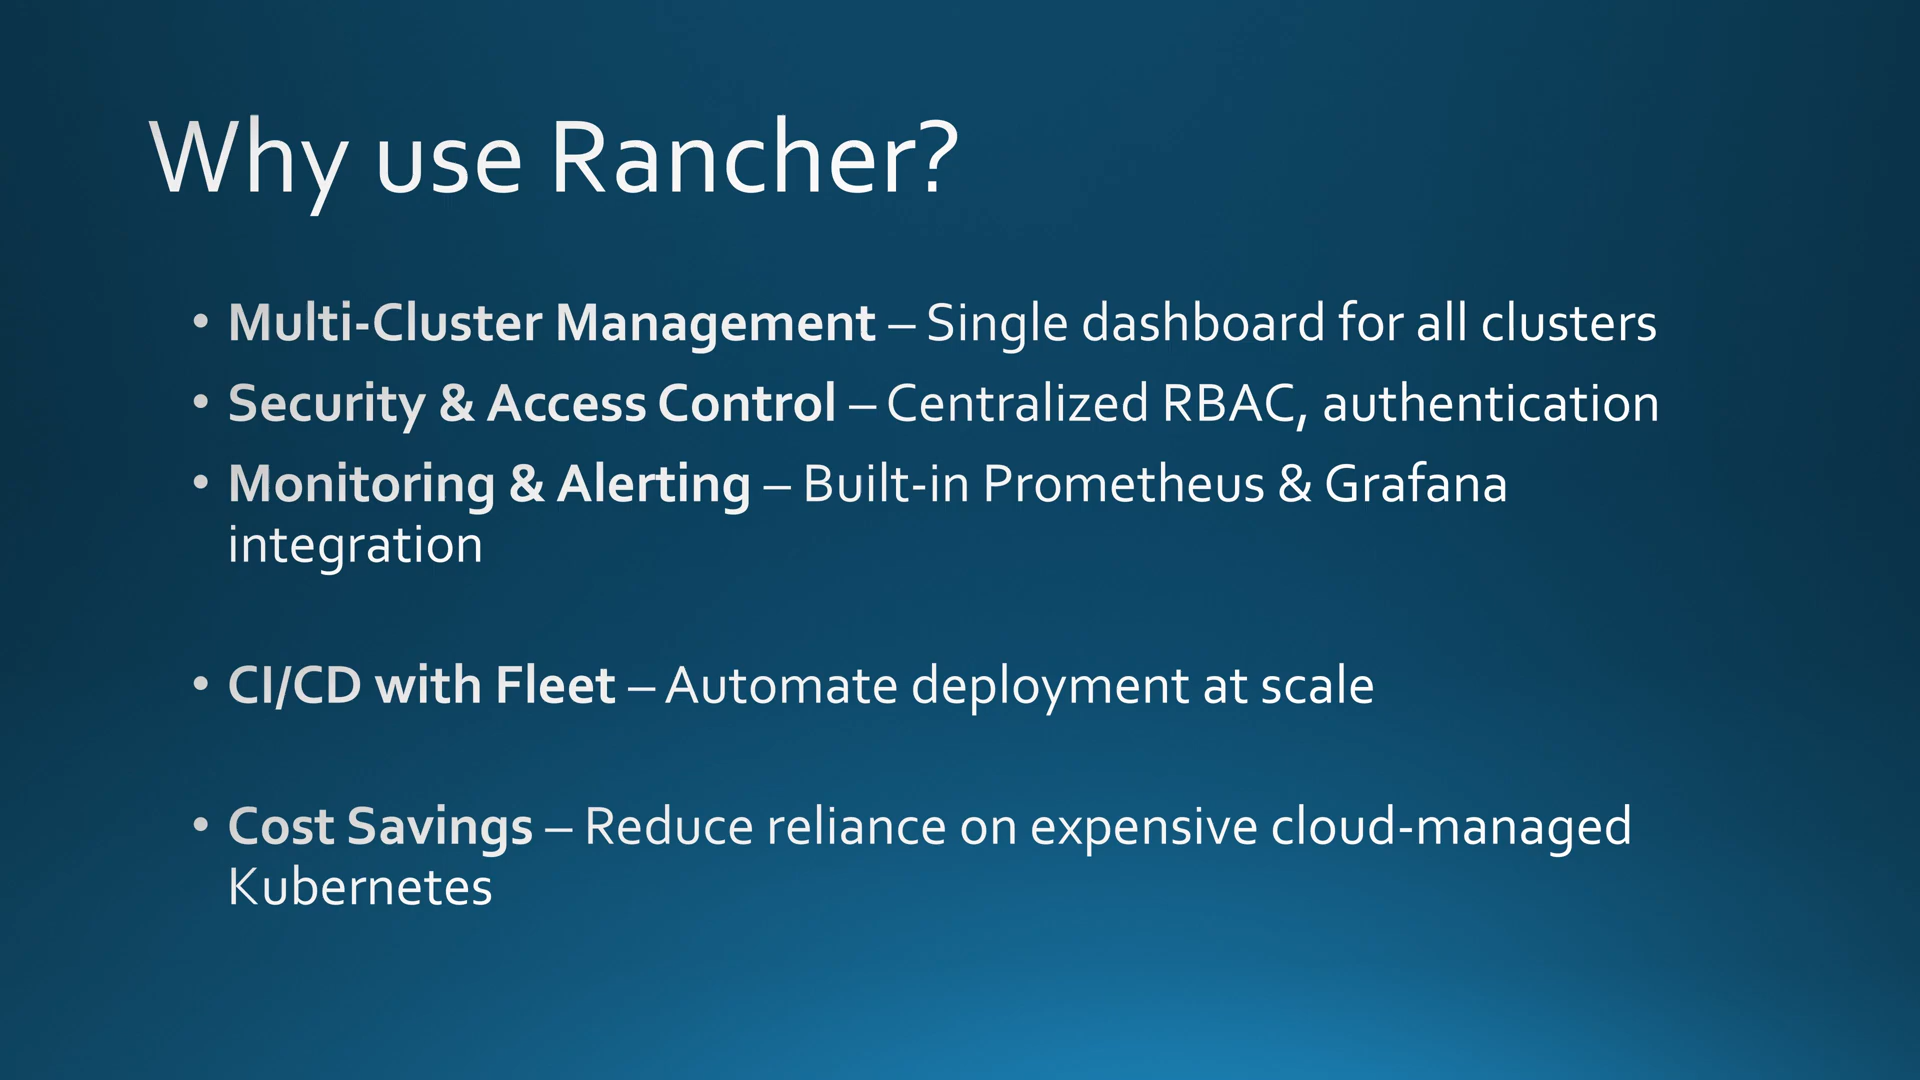 Why use Rancher?
• Multi-Cluster Management – Single dashboard for all clusters
• Security & Access Control – Centralized RBAC, authentication
• Monitoring & Alerting – Built-in Prometheus & Grafana
integration
• CI/CD with Fleet – Automate deployment at scale
• Cost Savings – Reduce reliance on expensive cloud-managed
Kubernetes